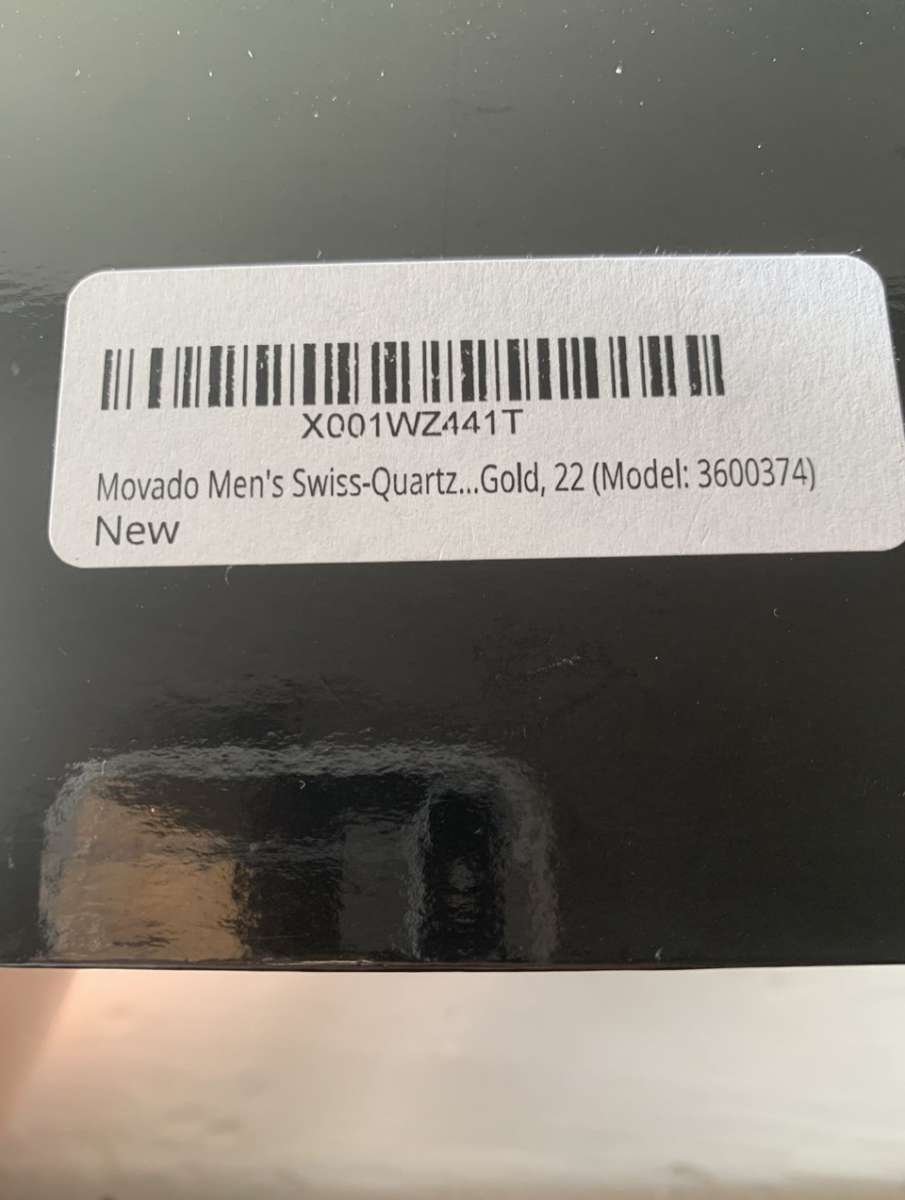 X001WZ441T
Movado Men's Swiss-Quartz...Gold, 22 (Model: 3600374)
New